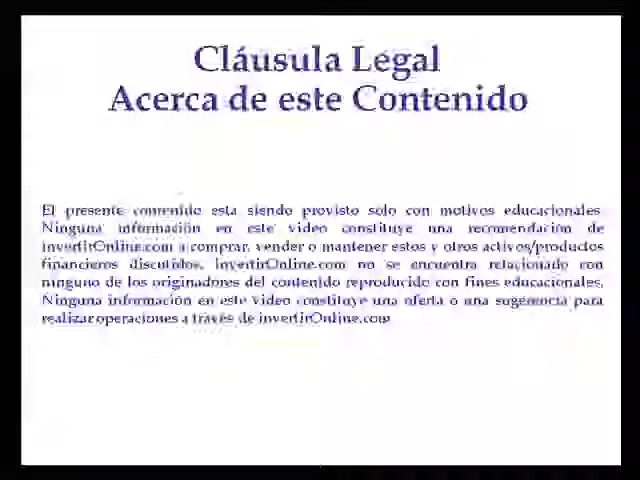 Cláusula Legal
Acerca de este Contenido
El presente contenido esta siendo provisto solo con motivos educacionales.
Ninguna información en este video constituye una recomendación de
invertirOnline.com a comprar, vender o mantener estos y otros activos/productos
financieros discutidos. invertirOnline.com no se encuentra relacionado con
ninguno de los originadores del contenido reproducido con fines educacionales.
Ninguna información en este video constituye una oferta o una sugerencia para
realizar operaciones a través de invertirOnline.com